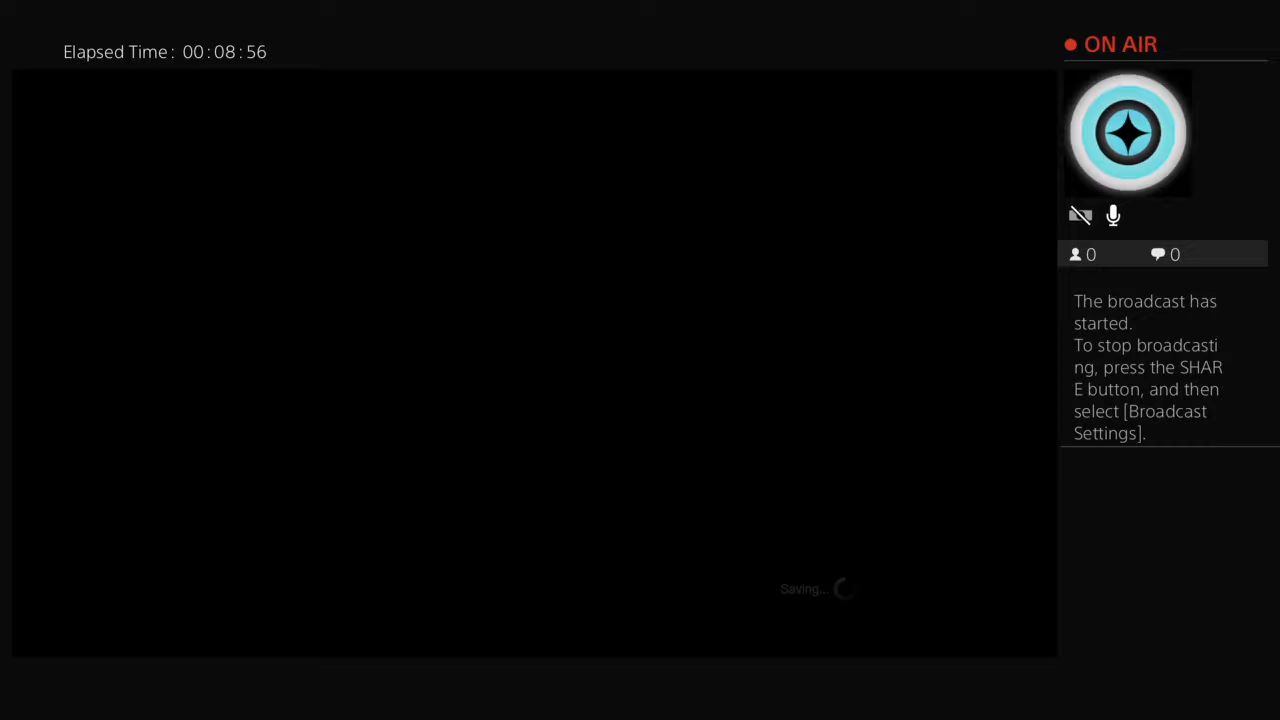 Elapsed Time: 00:08:56
ON AIR
0 0
The broadcast has
started.
To stop broadcasti
ng, press the SHAR
E button, and then
select [Broadcast
Settings].
Saving...